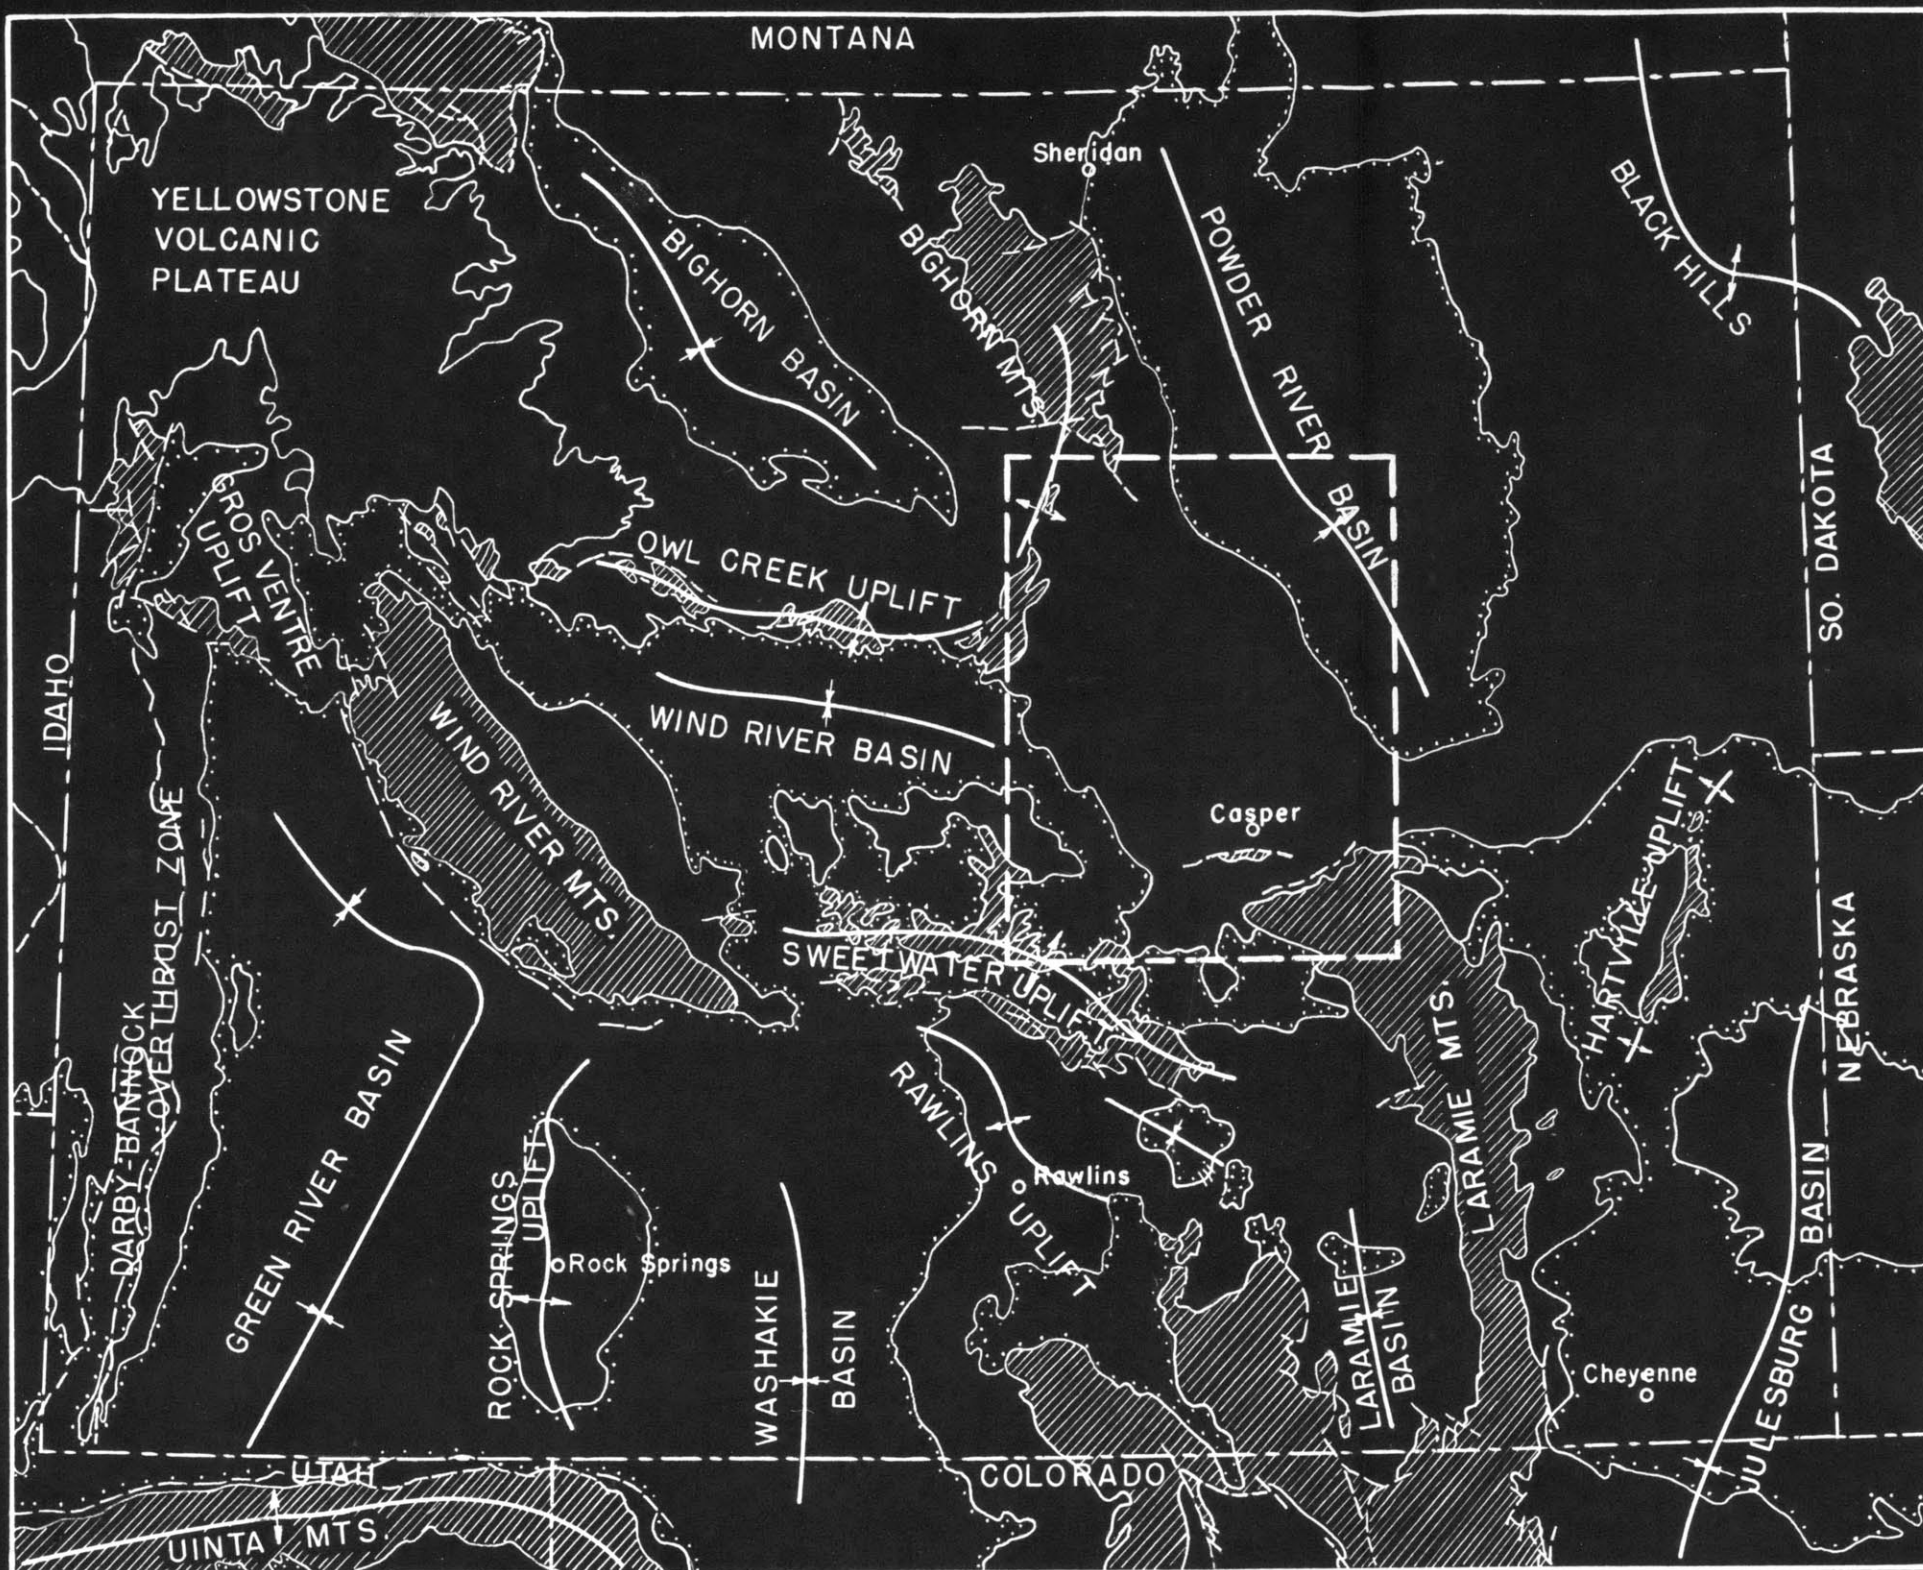 MONTANA
Sheridan
YELLOWSTONE
VOLCANIC
PLATEAU
BIGHORN BASIN
BIGHORN MTS.
POWDER RIVER BASIN
BLACK HILLS
GROS VENTRE
UPLIFT
OWL CREEK UPLIFT
SO. DAKOTA
IDAHO
WIND RIVER MTS.
WIND RIVER BASIN
Casper
HARTVILLE UPLIFT
DARBY-BANNOCK
OVERTHRUST ZONE
SWEETWATER UPLIFT
NEBRASKA
GREEN RIVER BASIN
RAWLINS UPLIFT
Rawlins
LARAMIE MTS.
ROCK SPRINGS
UPLIFT
Rock Springs
WASHAKIE
BASIN
LARAMIE
BASIN
Cheyenne
JULESBURG BASIN
UTAH
COLORADO
UINTA MTS.